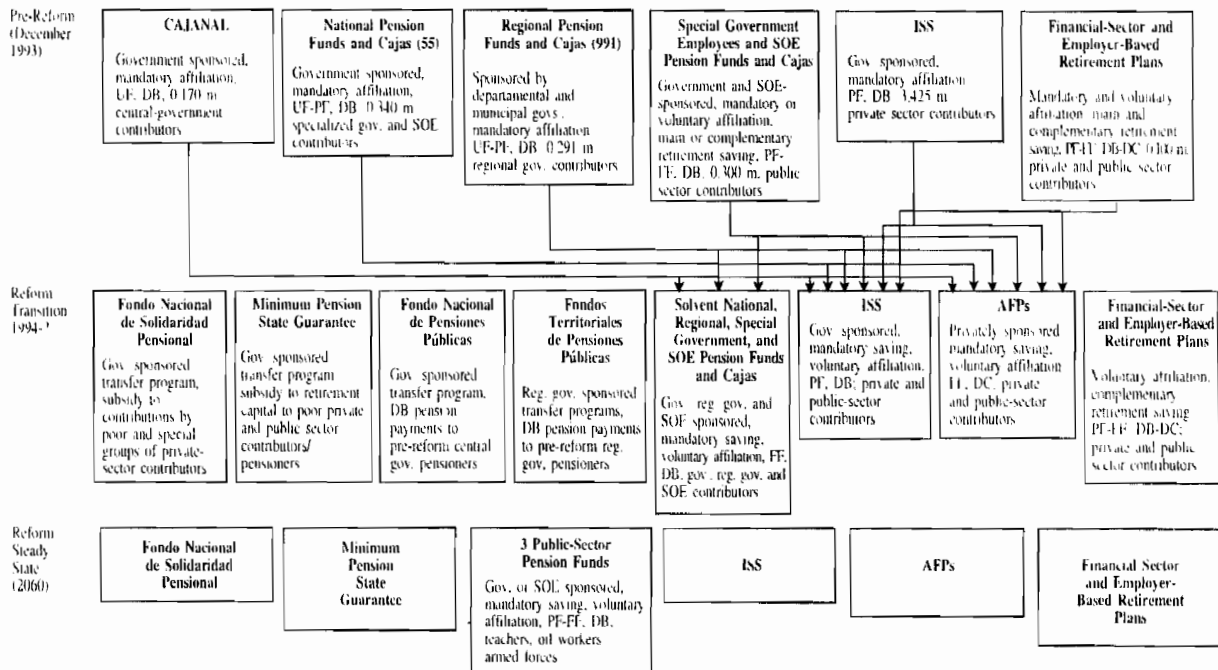 Pre-Reform
(December
1993)
CAJANAL
Government sponsored,
mandatory affiliation,
UF, DB, 0.170 m
central-government
contributors
National Pension
Funds and Cajas (55)
Government sponsored,
mandatory affiliation,
UF-PF, DB, 0.340 m
specialized gov. and SOE
contributors
Regional Pension
Funds and Cajas (991)
Sponsored by
departmental and
municipal govs.,
mandatory affiliation
UF-PF, DB, 0.291 m
regional gov. contributors
Special Government
Employees and SOE
Pension Funds and Cajas
Government and SOE-
sponsored, mandatory or
voluntary affiliation,
main or complementary
retirement saving, PF-
FF, DB, 0.300 m, public
sector contributors
ISS
Gov sponsored,
mandatory affiliation
PF, DB 3.425 m
private sector contributors
Financial-Sector and
Employer-Based
Retirement Plans
Mandatory and voluntary
affiliation main and
complementary retirement
saving, PF-FF DB-DC 0.100 m
private and public sector
contributors
Reform
Transition
1994-?
Fondo Nacional
de Solidaridad
Pensional
Gov sponsored
transfer program,
subsidy to
contributions by
poor and special
groups of private-
sector contributors
Minimum Pension
State Guarantee
Gov sponsored
transfer program
subsidy to retirement
capital to poor private
and public sector
contributors/
pensioners
Fondo Nacional
de Pensiones
Públicas
Gov sponsored
transfer program,
DB pension
payments to
pre-reform central
gov. pensioners
Fondos
Territoriales
de Pensiones
Públicas
Reg. gov. sponsored
transfer programs,
DB pension payments
to pre-reform reg.
gov. pensioners
Solvent National,
Regional, Special
Government, and
SOE Pension Funds
and Cajas
Gov reg gov. and
SOE sponsored,
mandatory saving,
voluntary affiliation, FF,
DB, gov. reg. gov. and
SOE contributors
ISS
Gov sponsored,
mandatory saving,
voluntary affiliation,
PF, DB; private and
public-sector
contributors
AFPs
Privately sponsored
mandatory saving,
voluntary affiliation
FF, DC, private
and public-sector
contributors
Financial-Sector
and Employer-Based
Retirement Plans
Voluntary affiliation,
complementary
retirement saving
PF-FF DB-DC;
private and public
sector contributors
Reform
Steady
State
(2060)
Fondo Nacional
de Solidaridad
Pensional
Minimum
Pension
State
Guarantee
3 Public-Sector
Pension Funds
Gov. or SOE sponsored,
mandatory saving, voluntary
affiliation, PF-FF, DB,
teachers, oil workers
armed forces
ISS
AFPs
Financial Sector
and Employer-
Based Retirement
Plans